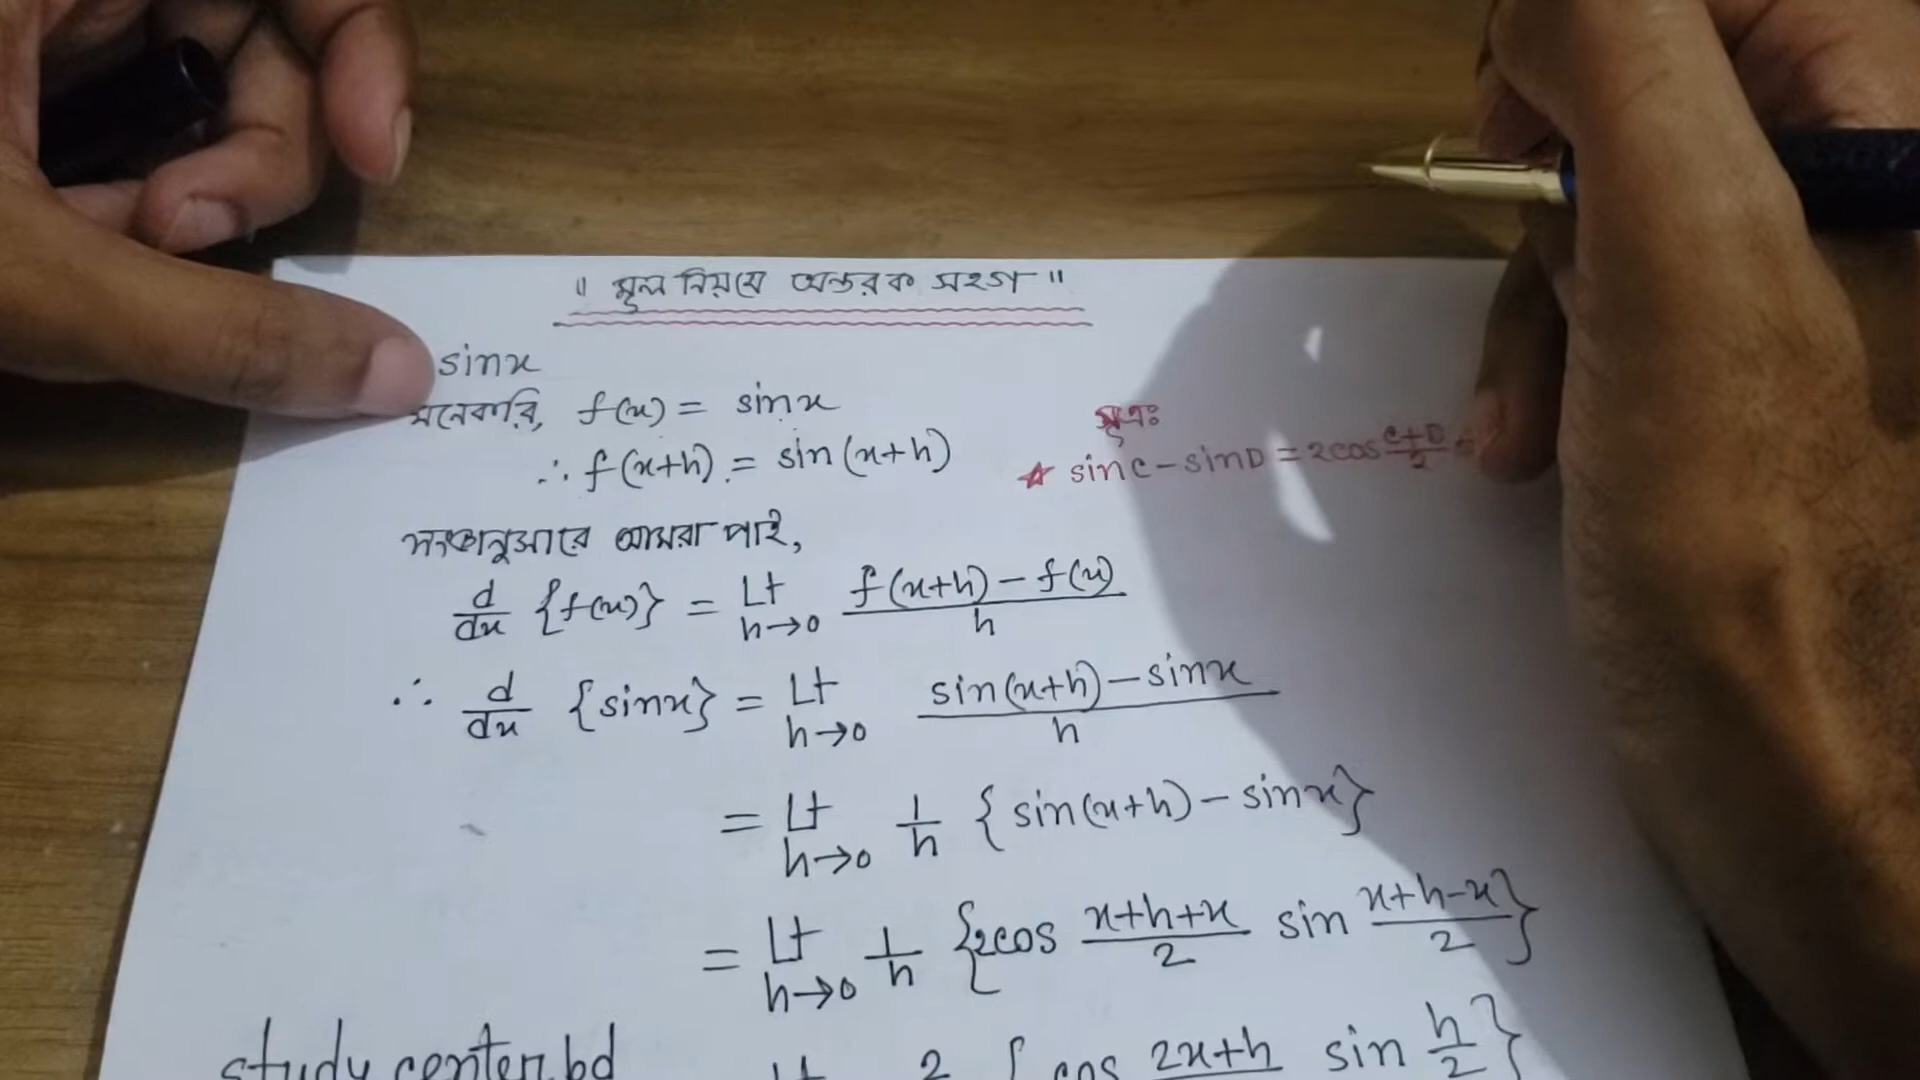 " মূল নিয়মে অন্তরক সহগ "
sinx
মনেকরি, f(x) = sinx
∴ f(x+h) = sin(x+h)
সূত্রঃ
☆ sinC - sinD = 2cos (C+D)/2
সংজ্ঞানুসারে আমরা পাই,
d/dx {f(x)} = Lt h→0 (f(x+h) - f(x))/h
∴ d/dx {sinx} = Lt h→0 (sin(x+h) - sinx)/h
= Lt h→0 1/h {sin(x+h) - sinx}
= Lt h→0 1/h {2cos (x+h+x)/2 sin (x+h-x)/2}
Lt 2 {cos 2x+h sin h/2}
study center.bd